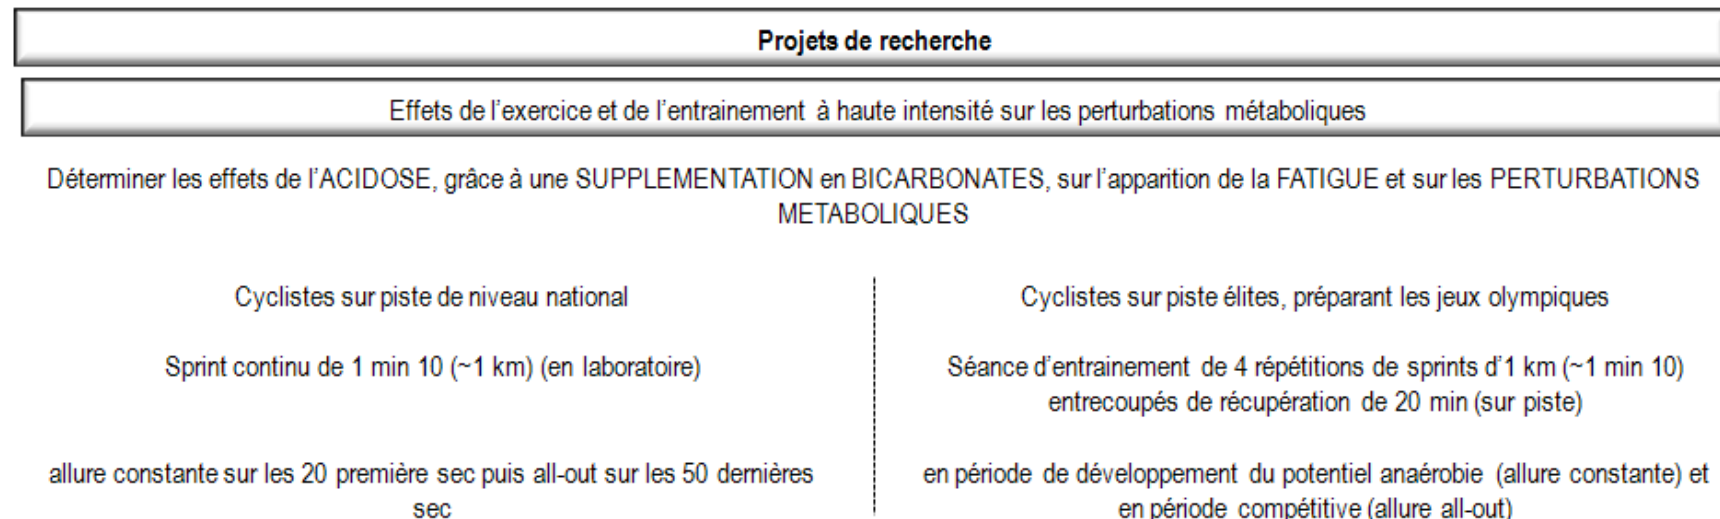 Projets de recherche
Effets de l'exercice et de l'entrainement à haute intensité sur les perturbations métaboliques
Déterminer les effets de l'ACIDOSE, grâce à une SUPPLEMENTATION en BICARBONATES, sur l'apparition de la FATIGUE et sur les PERTURBATIONS
METABOLIQUES
Cyclistes sur piste de niveau national
Sprint continu de 1 min 10 (~1 km) (en laboratoire)
allure constante sur les 20 première sec puis all-out sur les 50 dernières
sec
Cyclistes sur piste élites, préparant les jeux olympiques
Séance d'entrainement de 4 répétitions de sprints d'1 km (~1 min 10)
entrecoupés de récupération de 20 min (sur piste)
en période de développement du potentiel anaérobie (allure constante) et
en période compétitive (allure all-out)